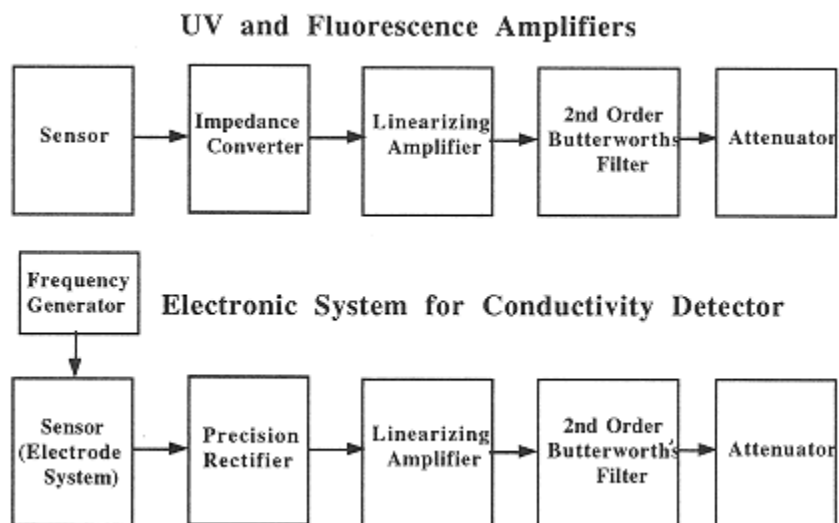 UV and Fluorescence Amplifiers
Sensor
Impedance
Converter
Linearizing
Amplifier
2nd Order
Butterworths
Filter
Attenuator
Frequency
Generator
Electronic System for Conductivity Detector
Sensor
(Electrode
System)
Precision
Rectifier
Linearizing
Amplifier
2nd Order
Butterworth's
Filter
Attenuator